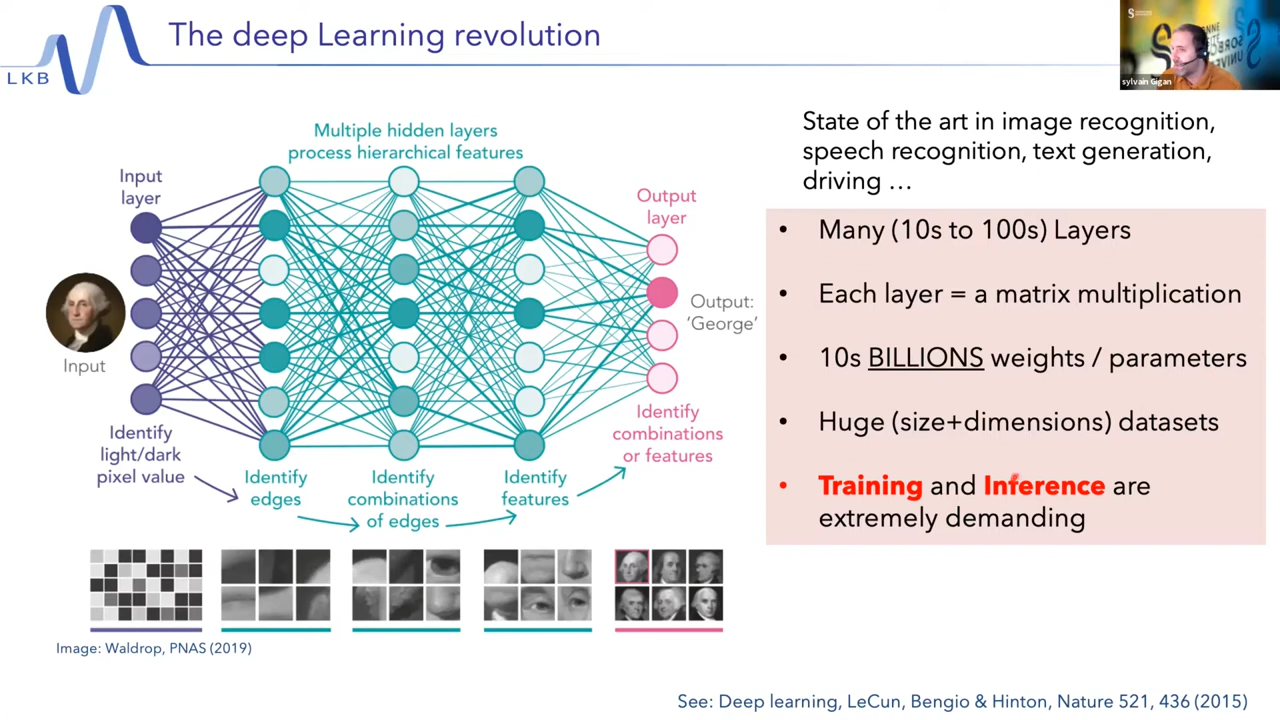 The deep Learning revolution
LKB
sylvain Gigan
Multiple hidden layers
process hierarchical features
Input
layer
Output
layer
Input
Output:
‘George’
Identify
light/dark
pixel value
Identify
edges
Identify
combinations
of edges
Identify
features
Identify
combinations
or features
Image: Waldrop, PNAS (2019)
State of the art in image recognition,
speech recognition, text generation,
driving …
• Many (10s to 100s) Layers
• Each layer = a matrix multiplication
• 10s BILLIONS weights / parameters
• Huge (size+dimensions) datasets
• Training and Inference are
extremely demanding
See: Deep learning, LeCun, Bengio & Hinton, Nature 521, 436 (2015)